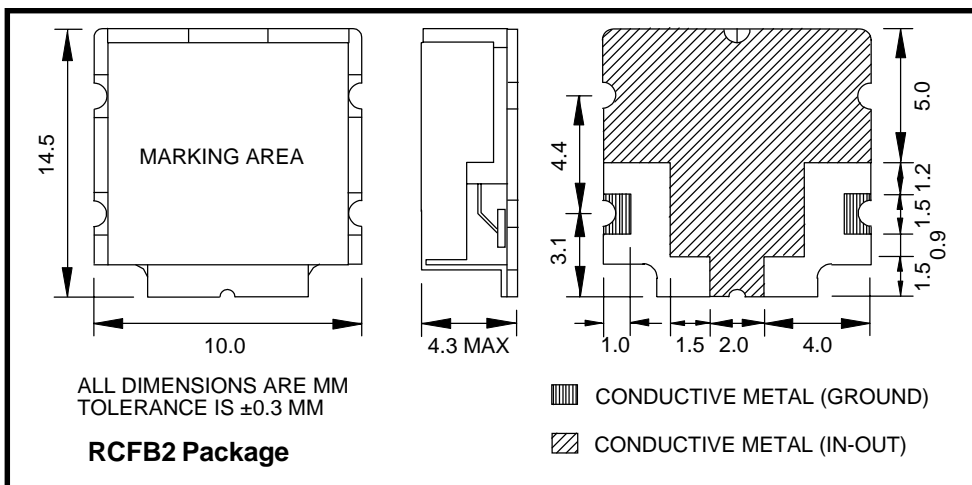 14.5
MARKING AREA
10.0
4.3 MAX
4.4
3.1
5.0
1.2
1.5
0.9
1.5
1.0
1.5
2.0
4.0
ALL DIMENSIONS ARE MM
TOLERANCE IS ±0.3 MM
RCFB2 Package
CONDUCTIVE METAL (GROUND)
CONDUCTIVE METAL (IN-OUT)